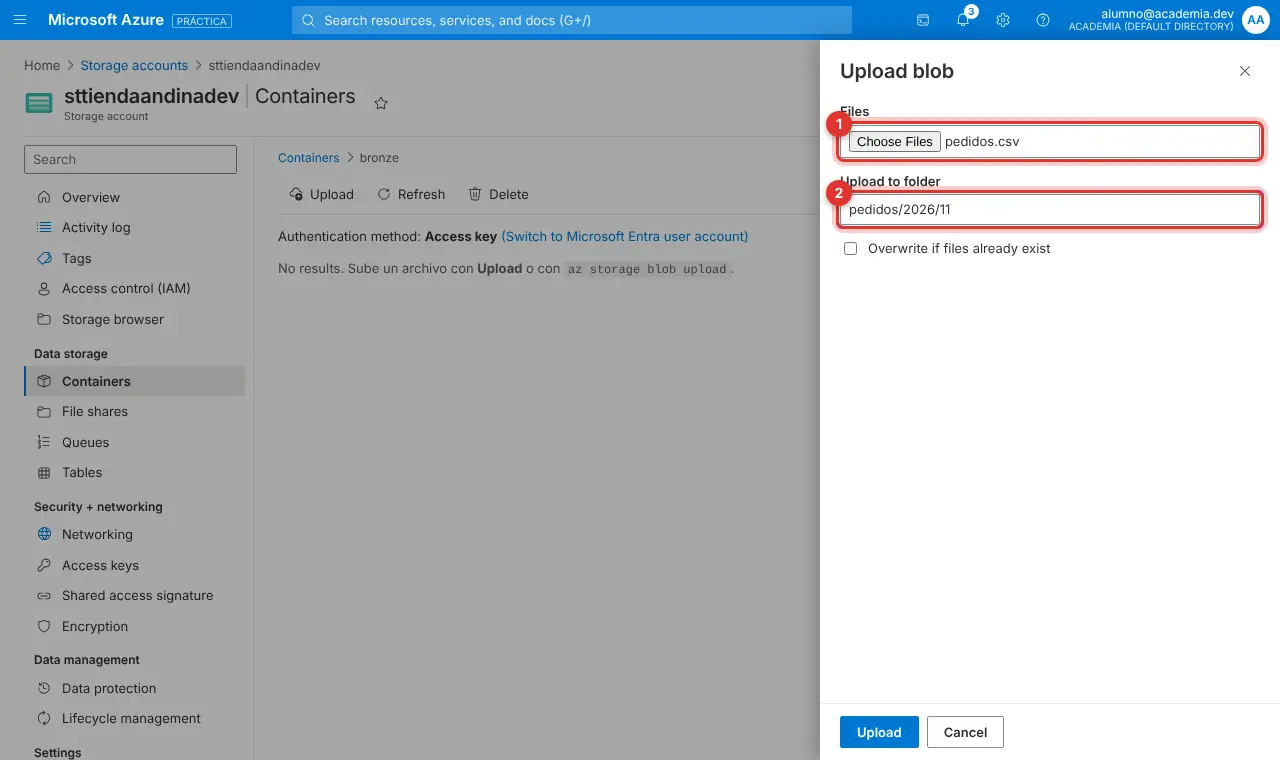 Microsoft Azure PRÁCTICA
Search resources, services, and docs (G+/)
3
alumno@academia.dev
ACADEMIA (DEFAULT DIRECTORY)
AA
Home > Storage accounts > sttiendaandinadev
sttiendaandinadev | Containers
Storage account
Search
Overview
Activity log
Tags
Access control (IAM)
Storage browser
Data storage
Containers
File shares
Queues
Tables
Security + networking
Networking
Access keys
Shared access signature
Encryption
Data management
Data protection
Lifecycle management
Settings
Containers > bronze
Upload Refresh Delete
Authentication method: Access key (Switch to Microsoft Entra user account)
No results. Sube un archivo con Upload o con az storage blob upload.
Upload blob
Files
1
Choose Files pedidos.csv
Upload to folder
2
pedidos/2026/11
Overwrite if files already exist
Upload Cancel